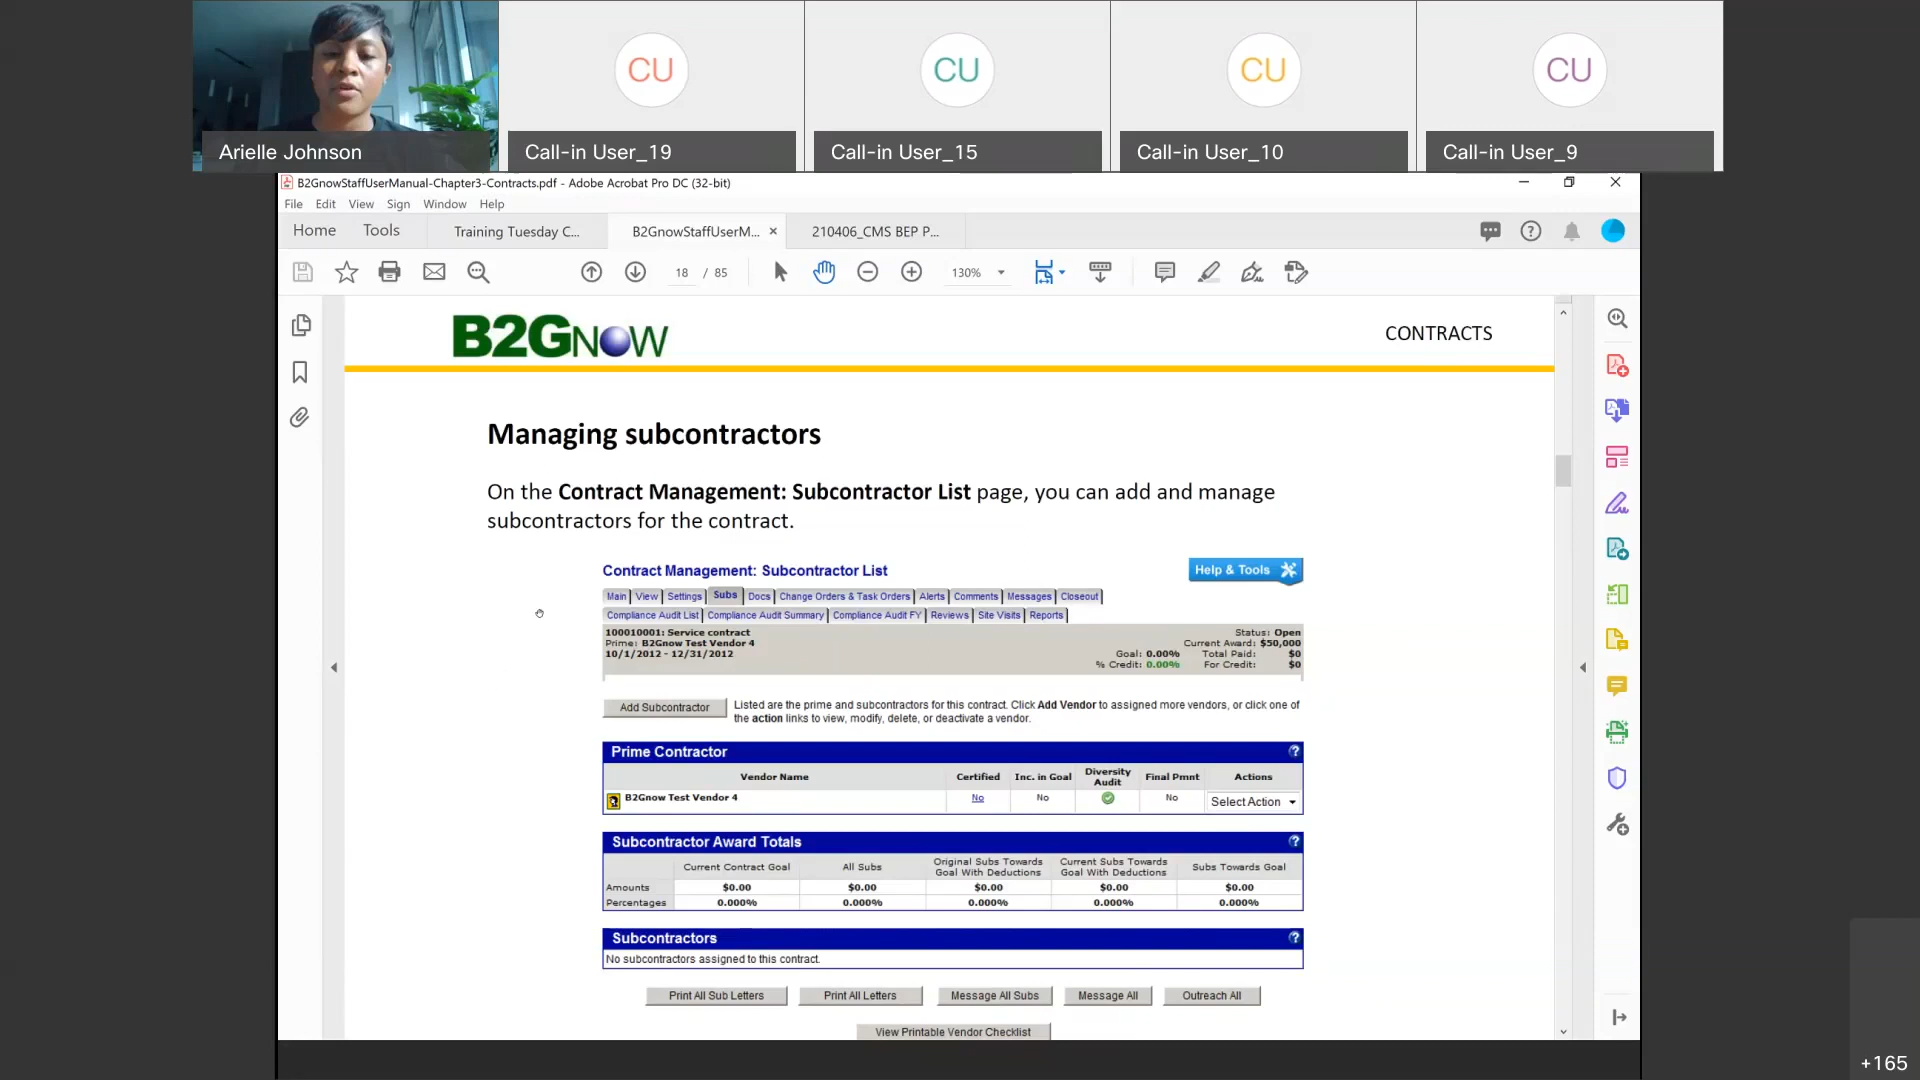 CU
CU
CU
CU
Arielle Johnson
Call-in User_19
Call-in User_15
Call-in User_10
Call-in User_9
B2GnowStaffUserManual-Chapter3-Contracts.pdf - Adobe Acrobat Pro DC (32-bit)
File Edit View Sign Window Help
Home Tools Training Tuesday C... B2GnowStaffUserM... × 210406_CMS BEP P...
18 / 85 130%
B2GNOW
CONTRACTS
Managing subcontractors
On the Contract Management: Subcontractor List page, you can add and manage
subcontractors for the contract.
Contract Management: Subcontractor List
Help & Tools
Main View Settings Subs Docs Change Orders & Task Orders Alerts Comments Messages Closeout
Compliance Audit List Compliance Audit Summary Compliance Audit FY Reviews Site Visits Reports
100010001: Service contract Status: Open
Prime: B2Gnow Test Vendor 4 Current Award: $50,000
10/1/2012 - 12/31/2012 Goal: 0.00% Total Paid: $0
% Credit: 0.00% For Credit: $0
Add Subcontractor
Listed are the prime and subcontractors for this contract. Click Add Vendor to assigned more vendors, or click one of
the action links to view, modify, delete, or deactivate a vendor.
Prime Contractor ?
Vendor Name Certified Inc. in Goal Diversity Audit Final Pmnt Actions
B2Gnow Test Vendor 4 No No No Select Action
Subcontractor Award Totals ?
Current Contract Goal All Subs Original Subs Towards Goal With Deductions Current Subs Towards Goal With Deductions Subs Towards Goal
Amounts $0.00 $0.00 $0.00 $0.00 $0.00
Percentages 0.000% 0.000% 0.000% 0.000% 0.000%
Subcontractors ?
No subcontractors assigned to this contract.
Print All Sub Letters Print All Letters Message All Subs Message All Outreach All
View Printable Vendor Checklist
+165